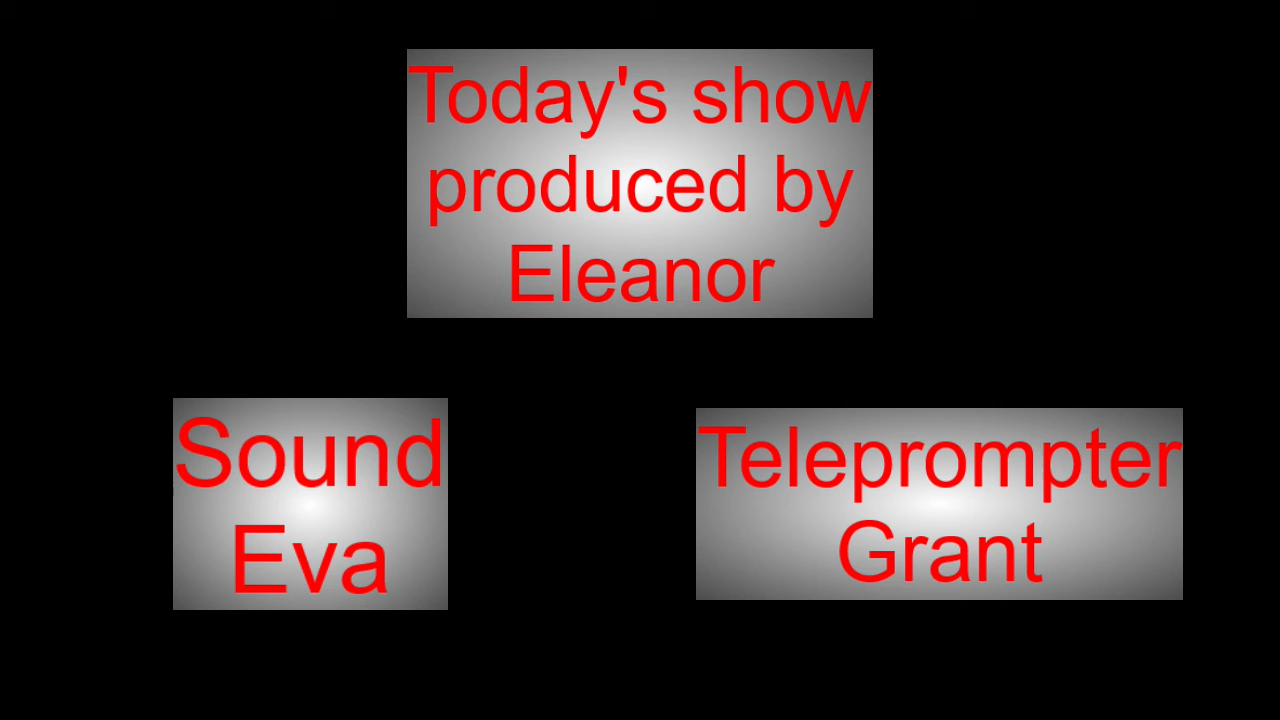 Today's show
produced by
Eleanor
Sound
Eva
Teleprompter
Grant